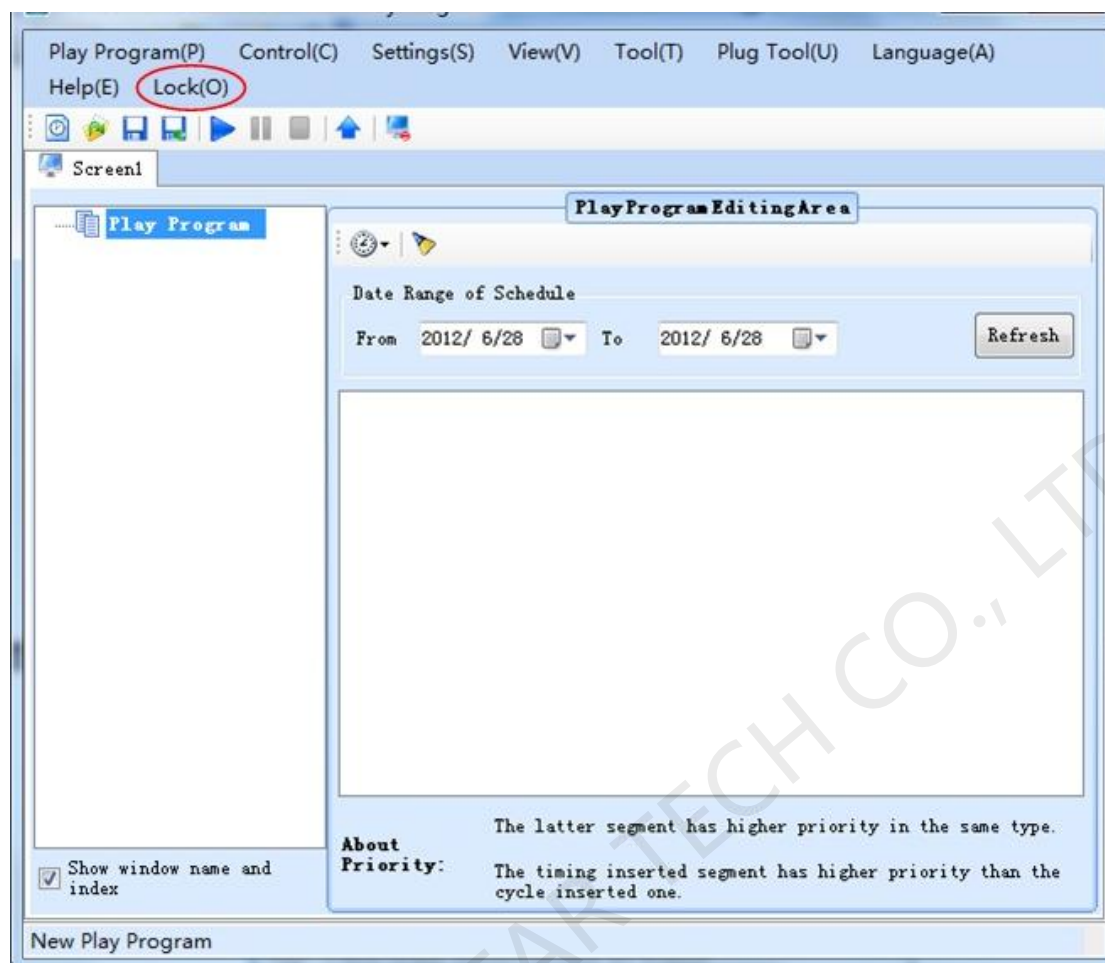 Play Program(P) Control(C) Settings(S) View(V) Tool(T) Plug Tool(U) Language(A)
Help(E) Lock(O)
Screen1
Play Program
PlayProgramEditingArea
Date Range of Schedule
From 2012/ 6/28 To 2012/ 6/28 Refresh
About Priority:
The latter segment has higher priority in the same type.
The timing inserted segment has higher priority than the
cycle inserted one.
Show window name and
index
New Play Program
TECH CO.,